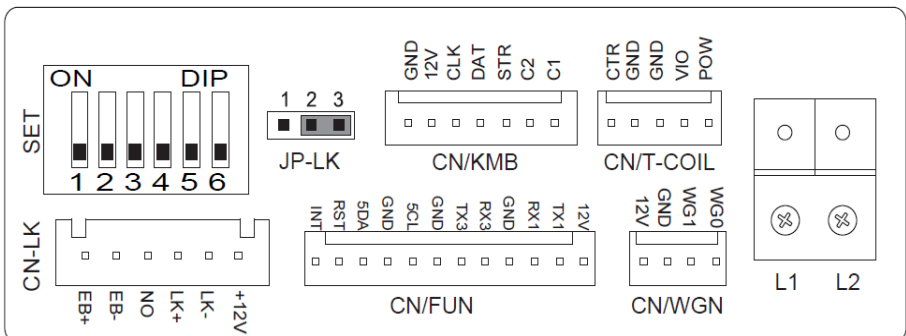 ON DIP
1 2 3 4 5 6
SET
1 2 3
JP-LK
GND
12V
CLK
DAT
STR
C2
C1
CN/KMB
CTR
GND
GND
VIO
POW
CN/T-COIL
CN-LK
EB+
EB-
NO
LK+
LK-
+12V
INT
RST
5DA
GND
5CL
GND
TX3
RX3
GND
RX1
TX1
12V
CN/FUN
12V
GND
WG1
WG0
CN/WGN
L1 L2